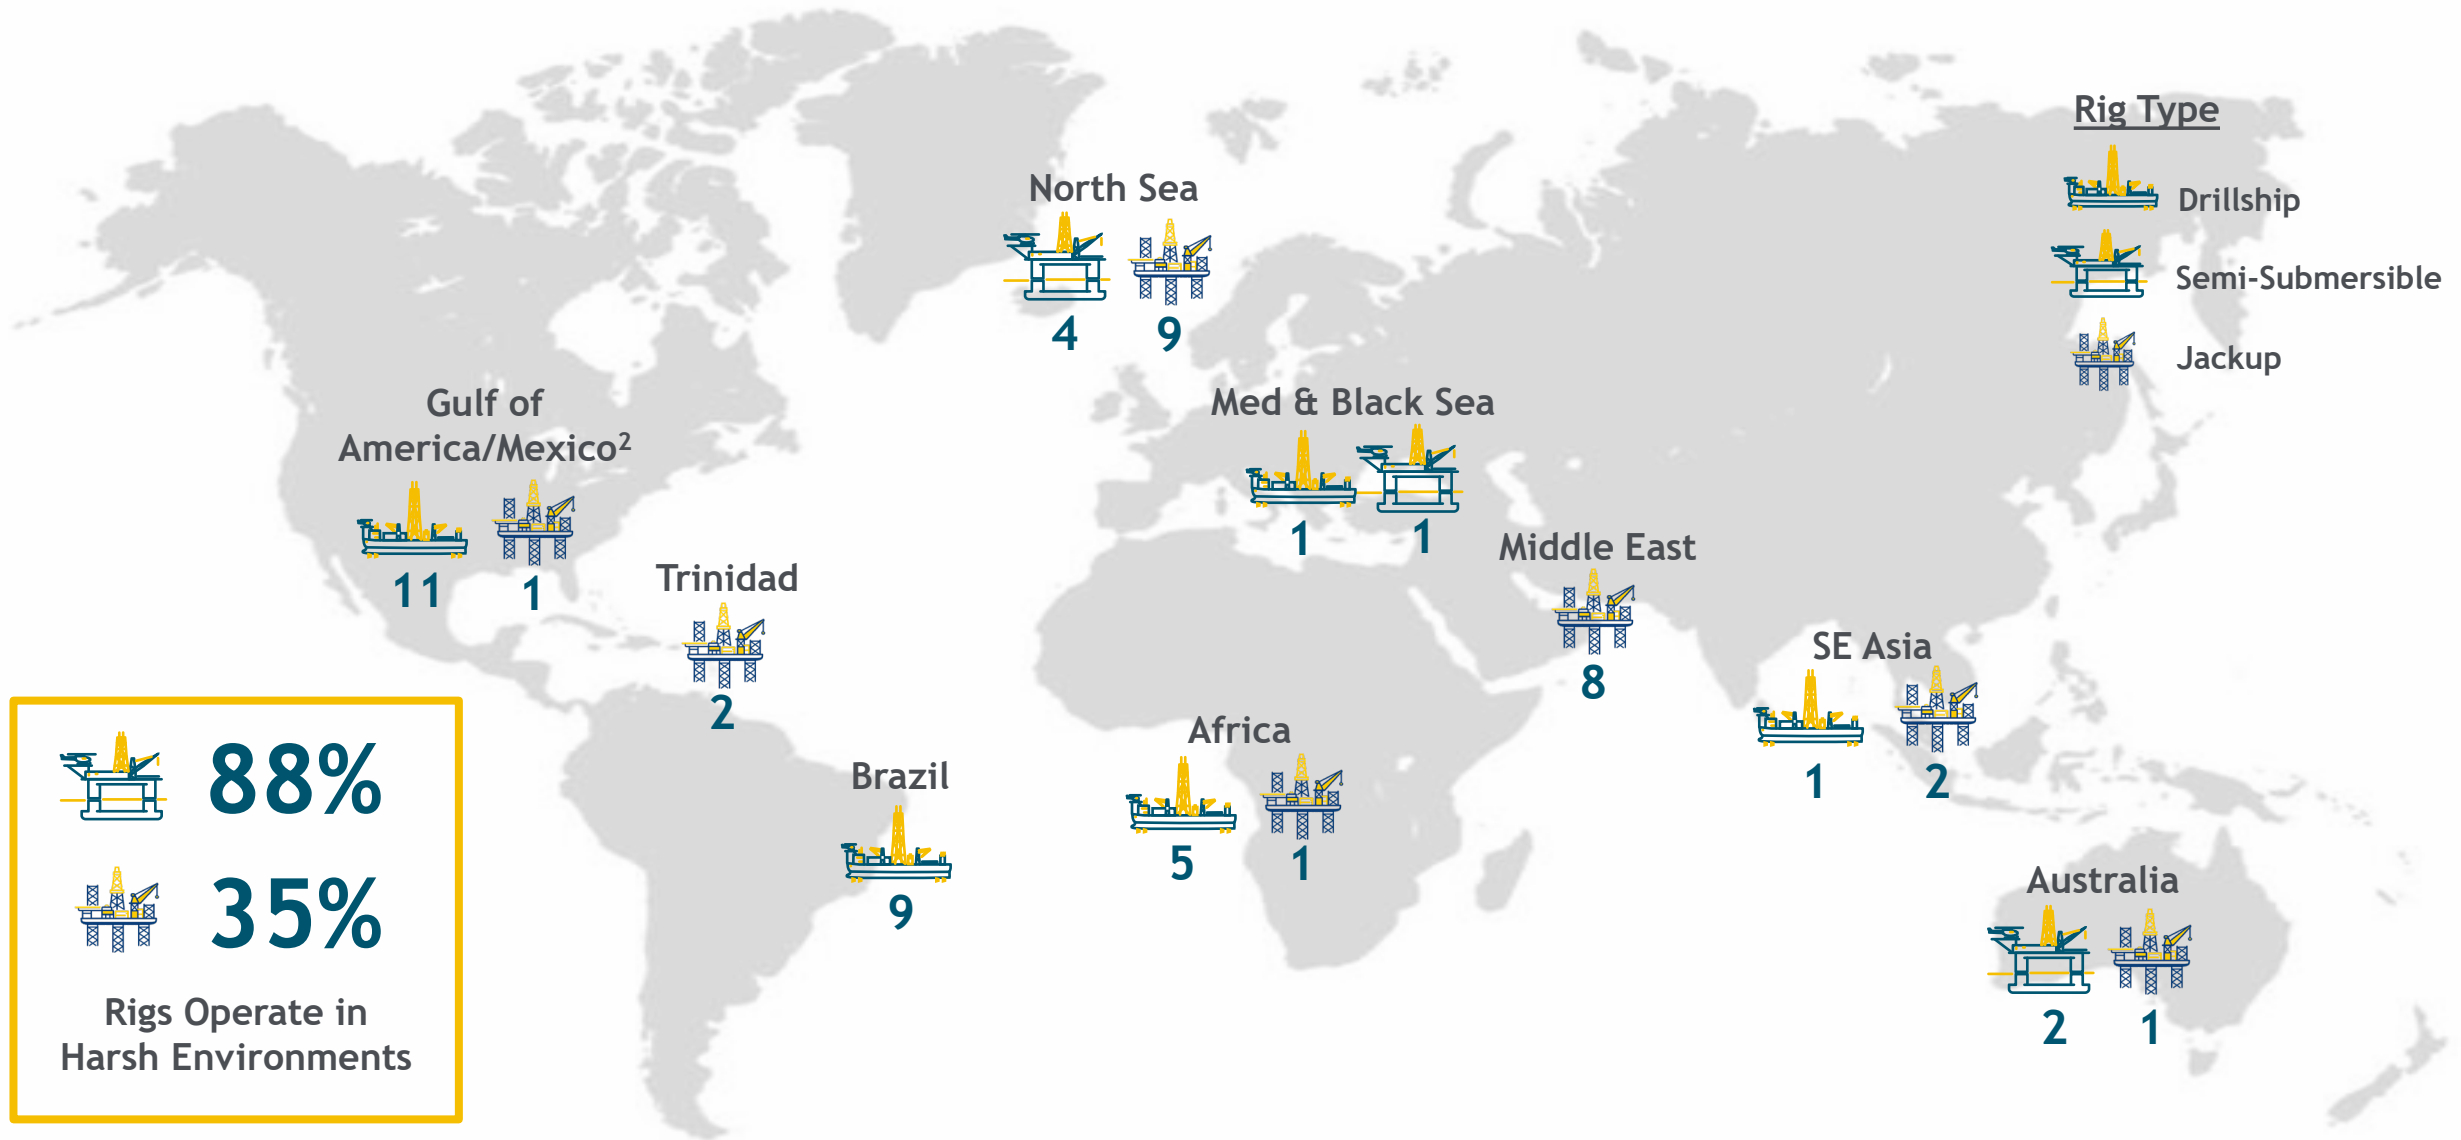 Rig Type
Drillship
Semi-Submersible
Jackup
North Sea
4 9
Gulf of
America/Mexico²
11 1
Med & Black Sea
1 1
Middle East
8
Trinidad
2
SE Asia
1 2
Africa
5 1
Brazil
9
Australia
2 1
88%
35%
Rigs Operate in
Harsh Environments